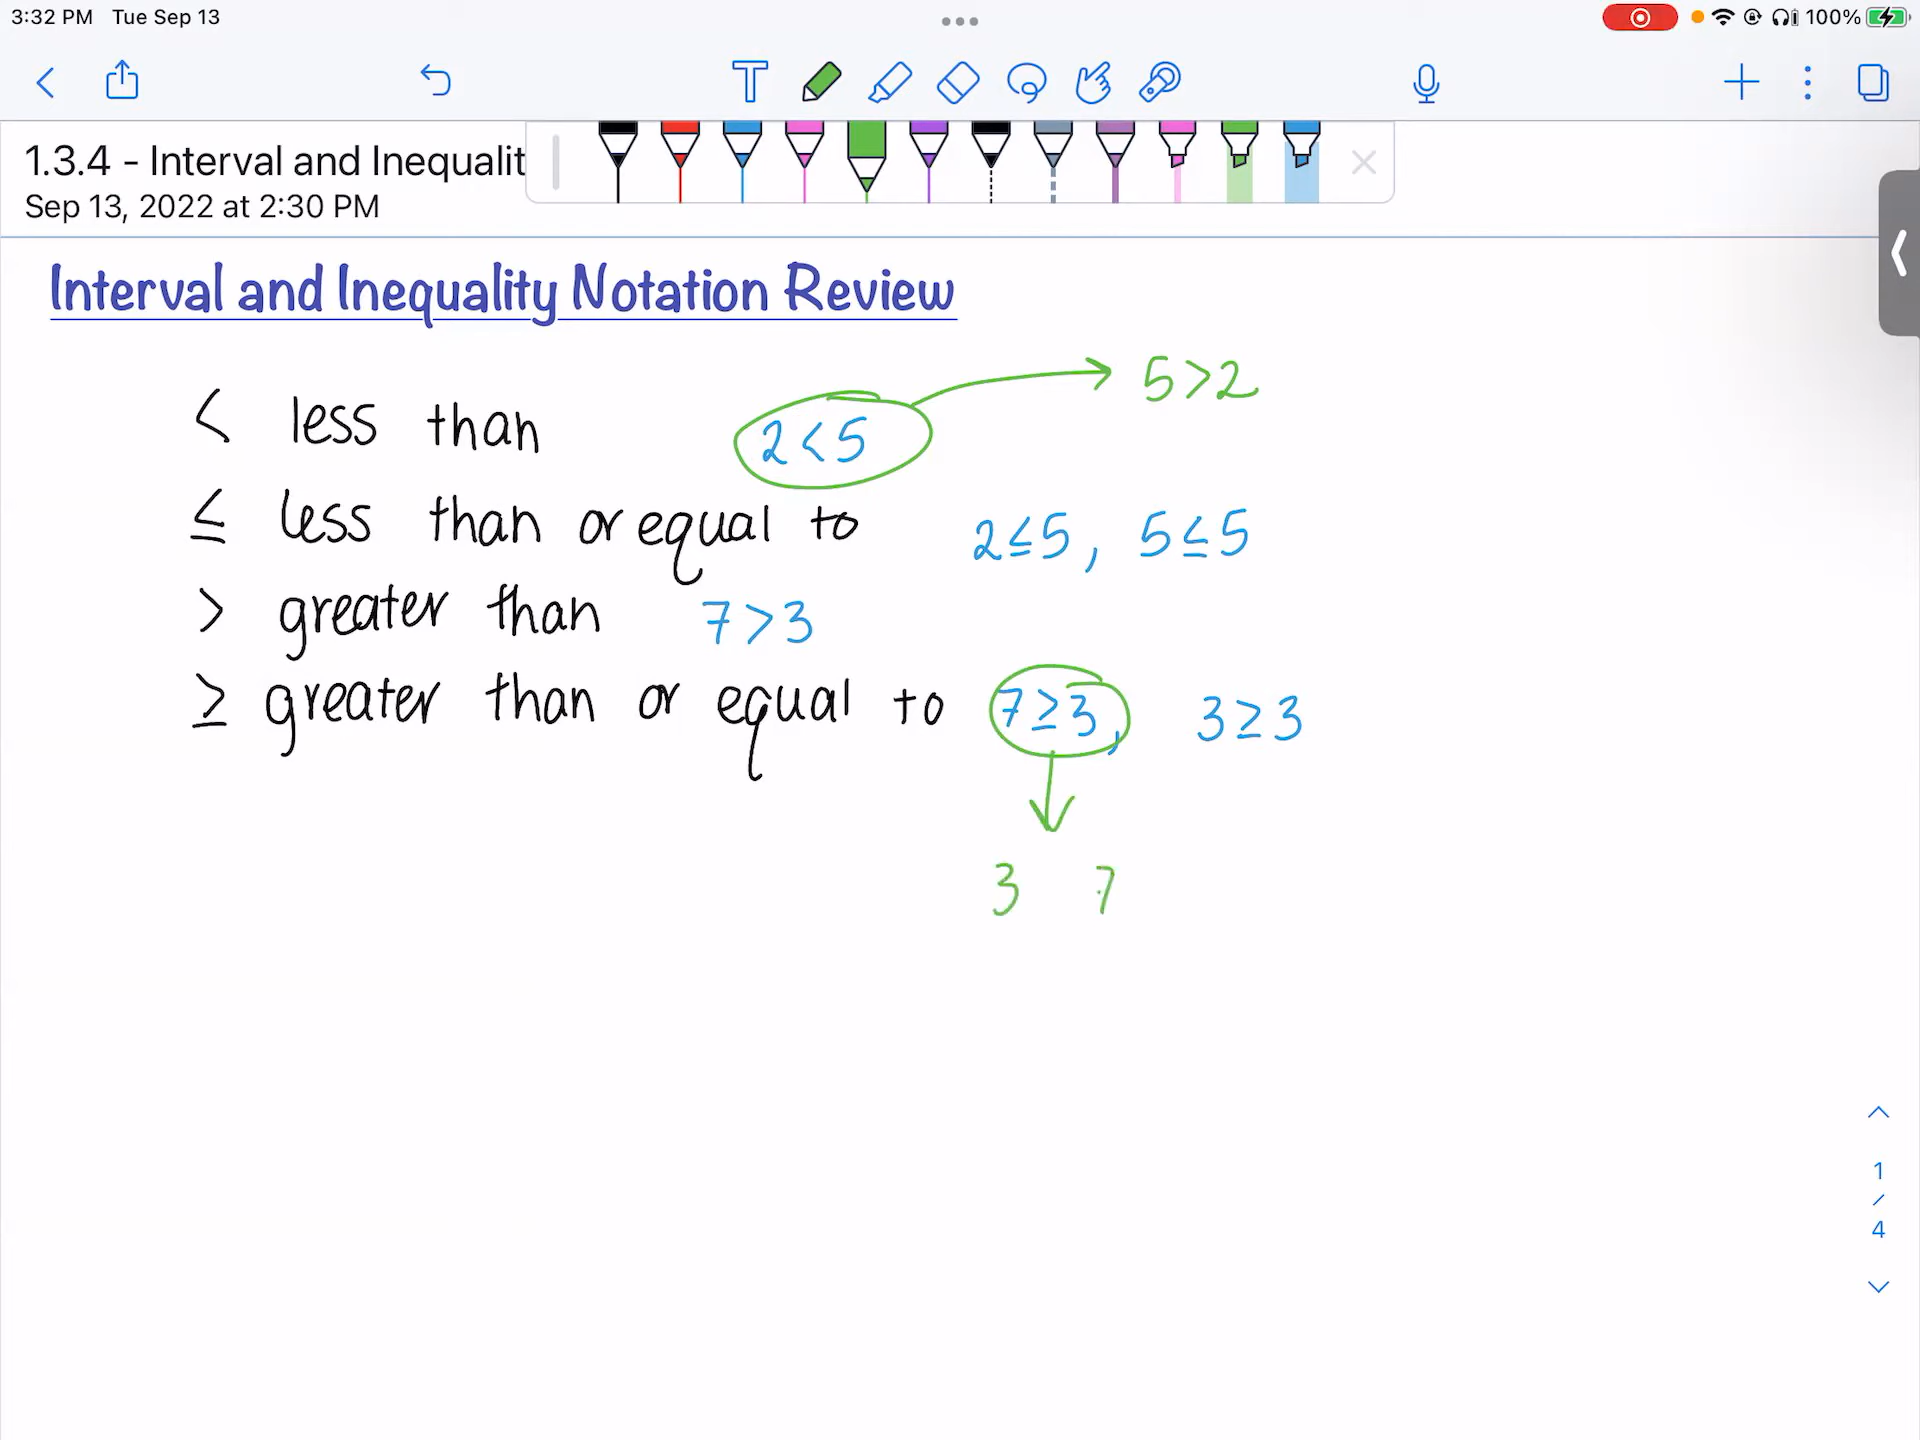 3:32 PM Tue Sep 13
100%
1.3.4 - Interval and Inequalit
Sep 13, 2022 at 2:30 PM
Interval and Inequality Notation Review
5>2
< less than 2<5
≤ less than or equal to 2≤5, 5≤5
> greater than 7>3
≥ greater than or equal to 7≥3, 3≥3
3 7
1
/
4